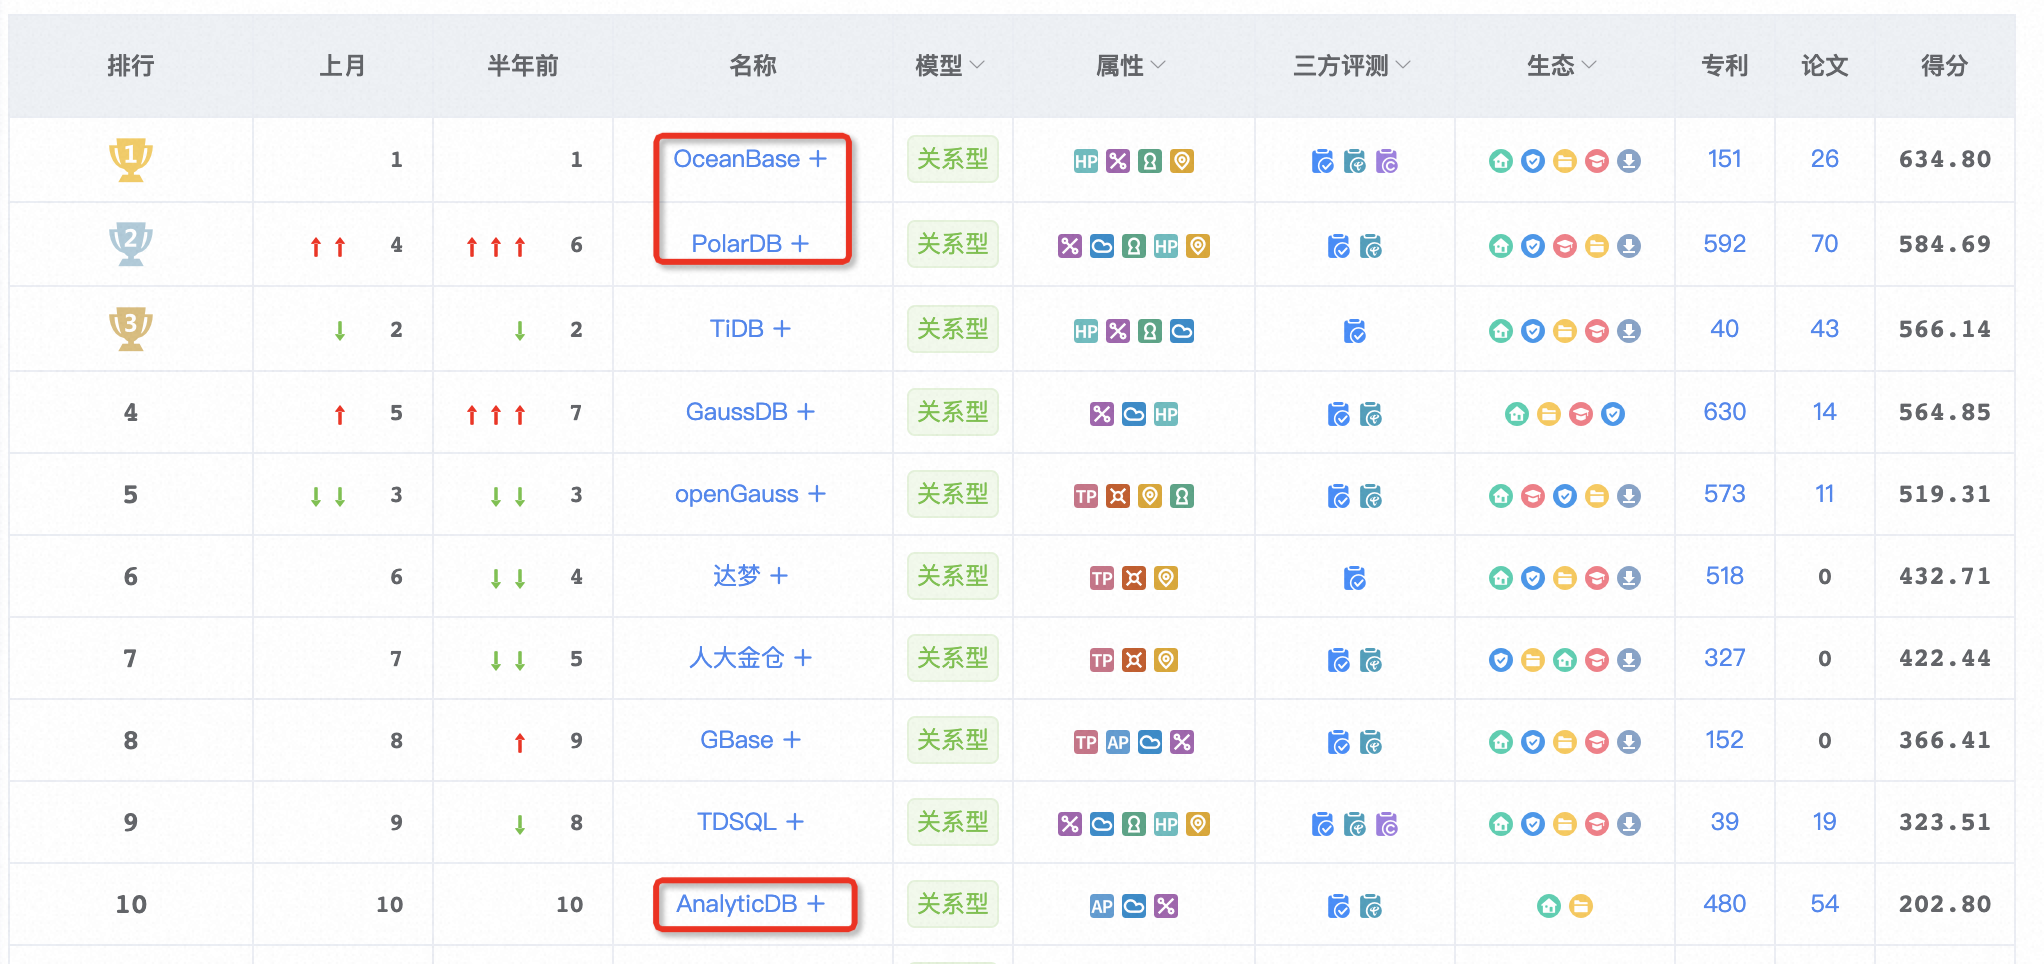 排行 上月 半年前 名称 模型 属性 三方评测 生态 专利 论文 得分
1 1 1 OceanBase + 关系型 HP 151 26 634.80
2 ↑↑ 4 ↑↑↑ 6 PolarDB + 关系型 HP 592 70 584.69
3 ↓ 2 ↓ 2 TiDB + 关系型 HP 40 43 566.14
4 ↑ 5 ↑↑↑ 7 GaussDB + 关系型 HP 630 14 564.85
5 ↓↓ 3 ↓↓ 3 openGauss + 关系型 TP 573 11 519.31
6 6 ↓↓ 4 达梦 + 关系型 TP 518 0 432.71
7 7 ↓↓ 5 人大金仓 + 关系型 TP 327 0 422.44
8 8 ↑ 9 GBase + 关系型 TP AP 152 0 366.41
9 9 ↓ 8 TDSQL + 关系型 HP 39 19 323.51
10 10 10 AnalyticDB + 关系型 AP 480 54 202.80